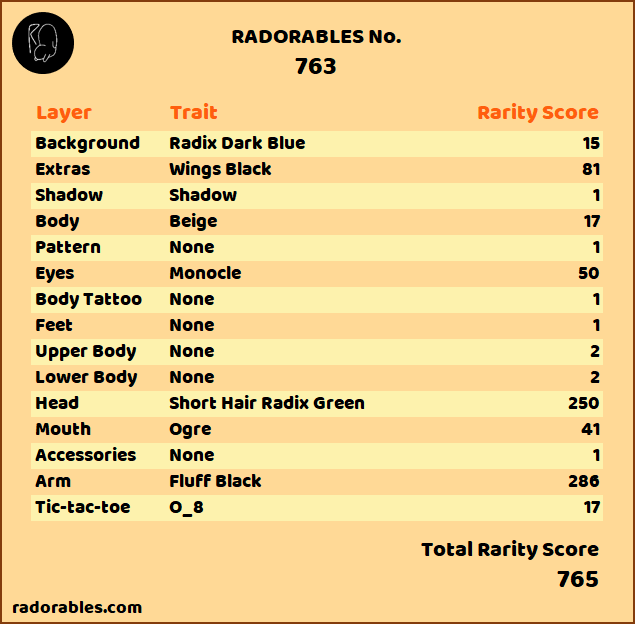 RADORABLES No.
763
Layer Trait Rarity Score
Background Radix Dark Blue 15
Extras Wings Black 81
Shadow Shadow 1
Body Beige 17
Pattern None 1
Eyes Monocle 50
Body Tattoo None 1
Feet None 1
Upper Body None 2
Lower Body None 2
Head Short Hair Radix Green 250
Mouth Ogre 41
Accessories None 1
Arm Fluff Black 286
Tic-tac-toe O_8 17
Total Rarity Score
765
radorables.com